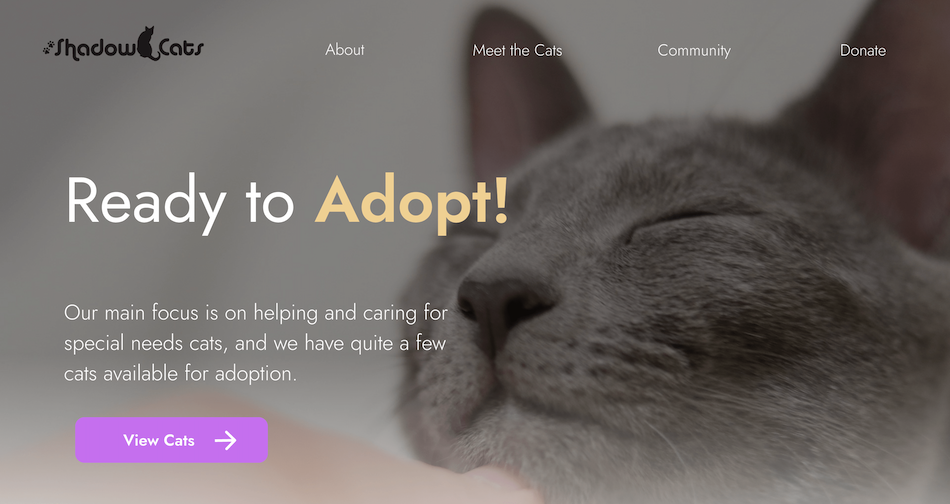 Shadow Cats
About
Meet the Cats
Community
Donate
Ready to Adopt!
Our main focus is on helping and caring for
special needs cats, and we have quite a few
cats available for adoption.
View Cats